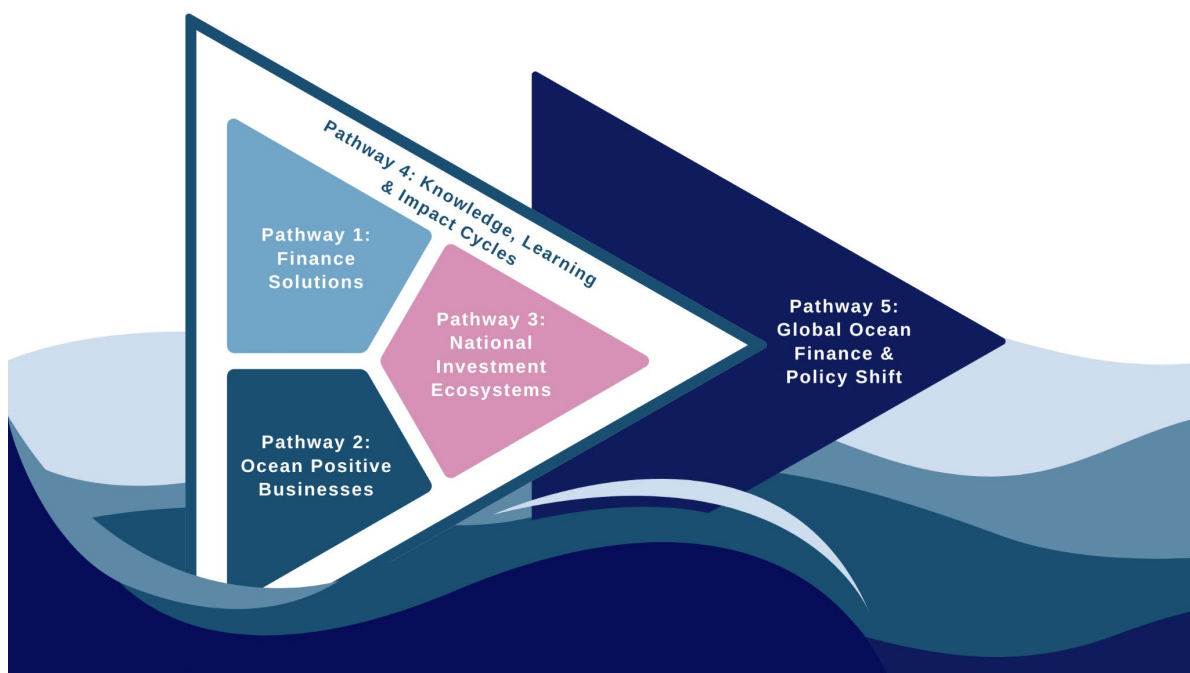 Pathway 4: Knowledge, Learning
& Impact Cycles
Pathway 1:
Finance
Solutions
Pathway 3:
National
Investment
Ecosystems
Pathway 5:
Global Ocean
Finance &
Policy Shift
Pathway 2:
Ocean Positive
Businesses